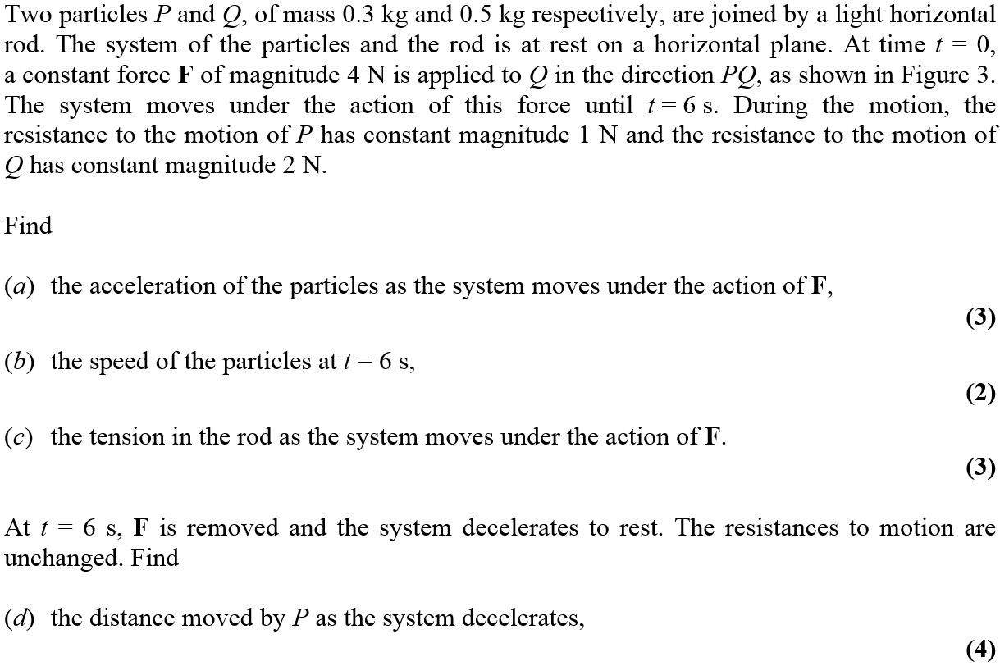 Two particles P and Q, of mass 0.3 kg and 0.5 kg respectively, are joined by a light horizontal
rod. The system of the particles and the rod is at rest on a horizontal plane. At time t = 0,
a constant force F of magnitude 4 N is applied to Q in the direction PQ, as shown in Figure 3.
The system moves under the action of this force until t = 6 s. During the motion, the
resistance to the motion of P has constant magnitude 1 N and the resistance to the motion of
Q has constant magnitude 2 N.
Find
(a) the acceleration of the particles as the system moves under the action of F,
(3)
(b) the speed of the particles at t = 6 s,
(2)
(c) the tension in the rod as the system moves under the action of F.
(3)
At t = 6 s, F is removed and the system decelerates to rest. The resistances to motion are
unchanged. Find
(d) the distance moved by P as the system decelerates,
(4)